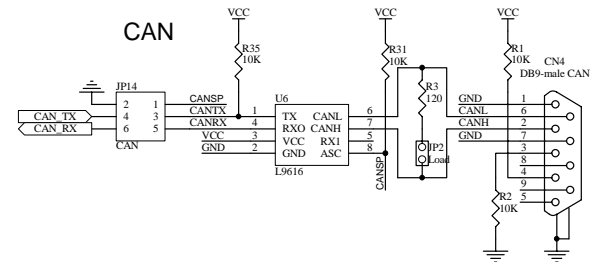 CAN
VCC
R35
10K
VCC
R31
10K
VCC
R1
10K
CN4
DB9-male CAN
JP14
2 1
4 3
6 5
CAN
CAN_TX
CAN_RX
CANSP
CANTX
CANRX
VCC
GND
U6
1 TX CANL 6
4 RXO CANH 7
3 VCC RX1 5
2 GND ASC 8
L9616
CANSP
R3
120
JP2
Load
GND 1
CANL 6
CANH 2
GND 7
3
8
4
9
5
R2
10K